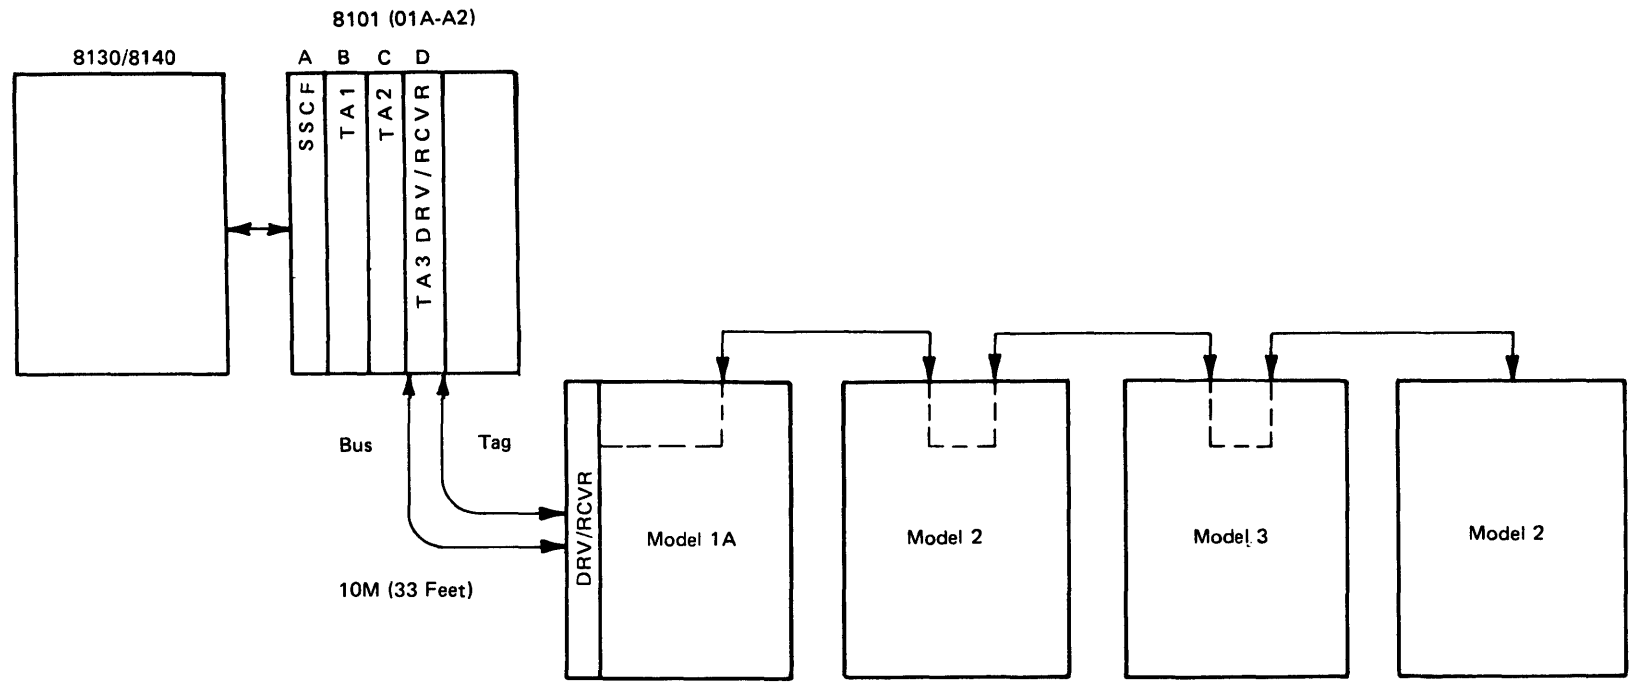 8101 (01A-A2)
8130/8140
A B C D
SSCF
TA1
TA2
TA3 DRV/RCVR
Bus
Tag
10M (33 Feet)
DRV/RCVR
Model 1A
Model 2
Model 3
Model 2